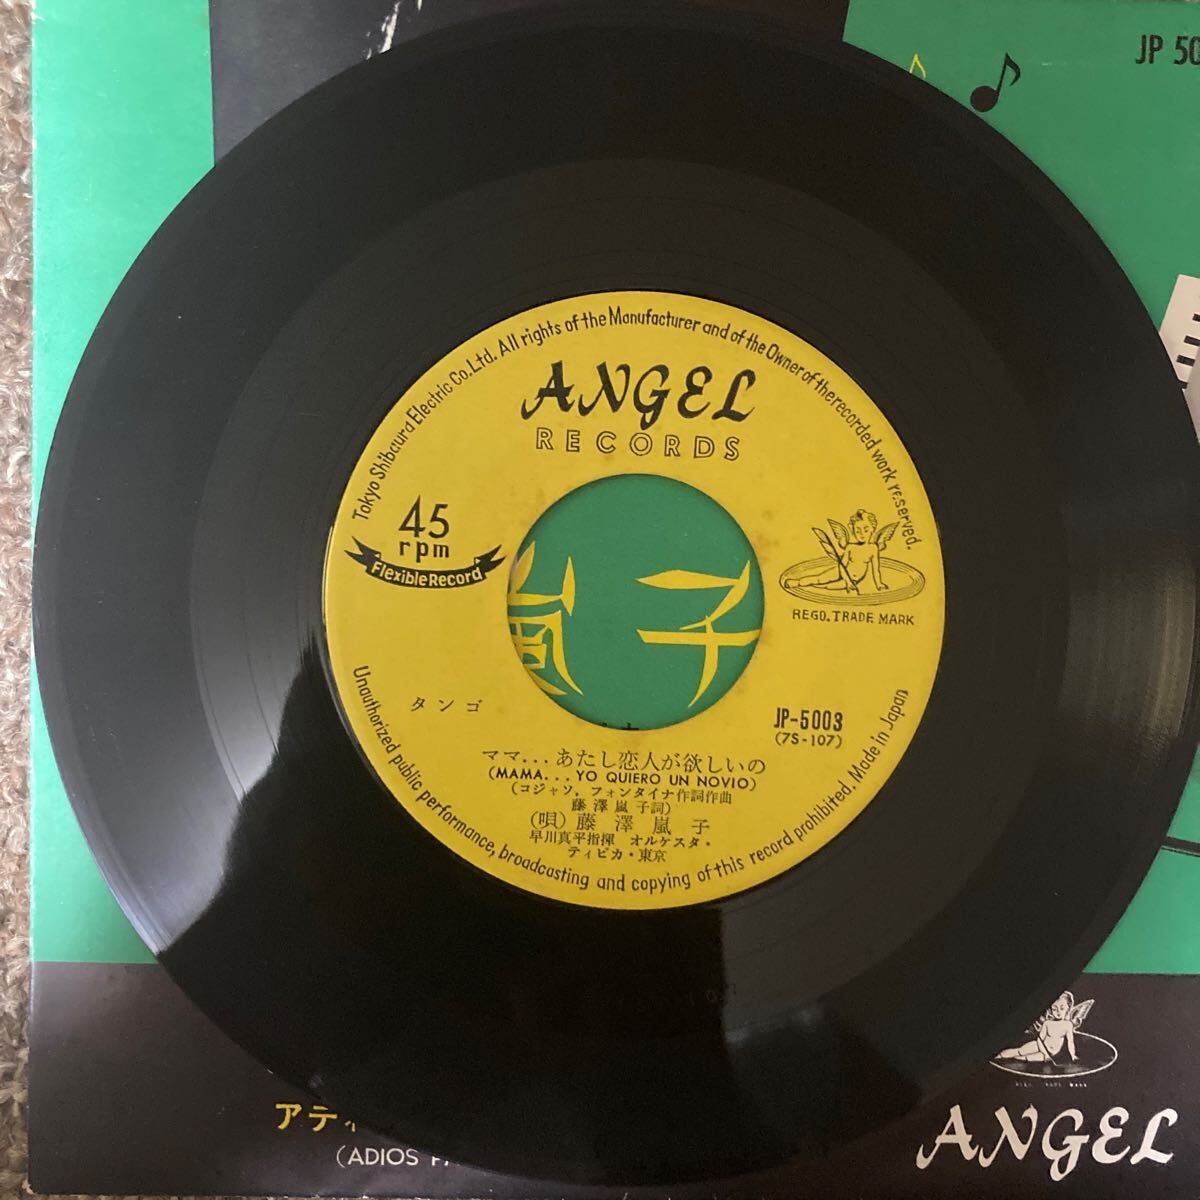 JP 50
Tokyo Shibaura Electric Co.Ltd. All rights of the Manufacturer and of the Owner of the recorded work reserved.
ANGEL
RECORDS
45
rpm
Flexible Record
REGD. TRADE MARK
嵐子
タンゴ
JP-5003
(7S-107)
ママ...あたし恋人が欲しいの
(MAMA...YO QUIERO UN NOVIO)
(コジャソ, フォンタイナ作詞作曲
藤澤嵐子詞)
(唄) 藤澤嵐子
早川真平指揮 オルケスタ・
ティピカ・東京
Unauthorized public performance, broadcasting and copying of this record prohibited. Made in Japan
アディ
(ADIOS
ANGEL